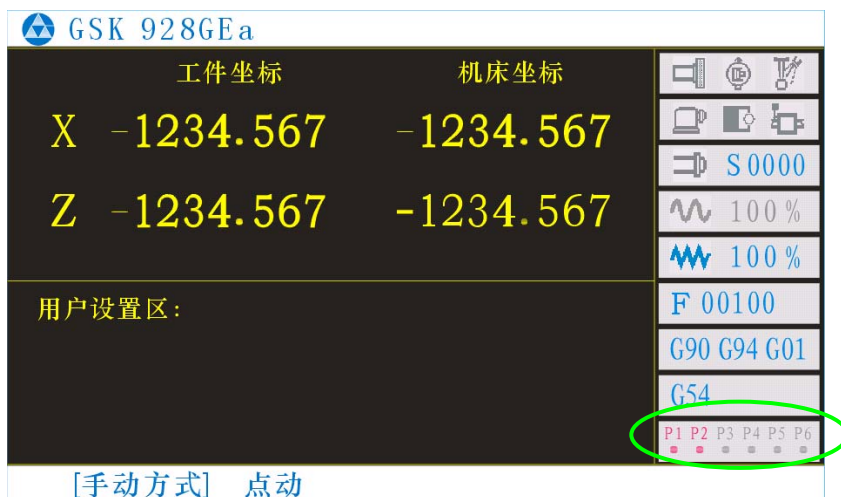 GSK 928GEa
工件坐标 机床坐标
X -1234.567 -1234.567
Z -1234.567 -1234.567
S 0000
100%
100%
F 00100
G90 G94 G01
G54
P1 P2 P3 P4 P5 P6
用户设置区:
[手动方式] 点动